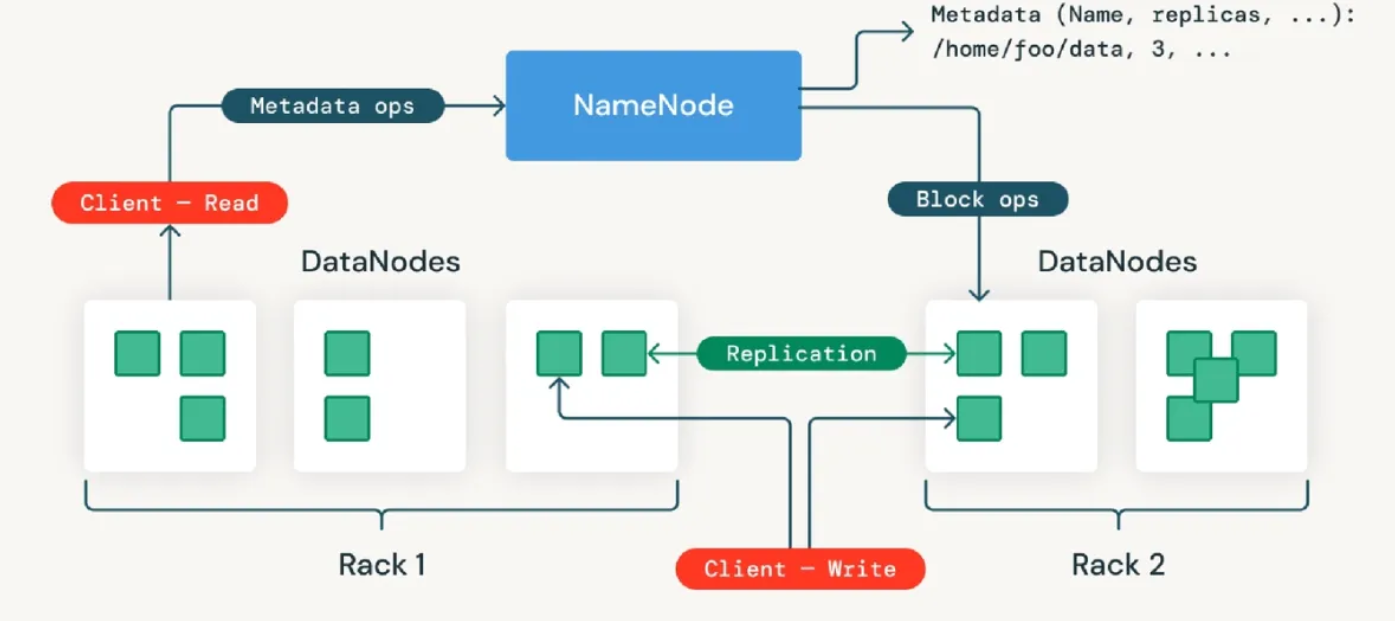 Metadata (Name, replicas, ...):
/home/foo/data, 3, ...
Metadata ops
NameNode
Client — Read
Block ops
DataNodes
DataNodes
Replication
Rack 1
Client — Write
Rack 2